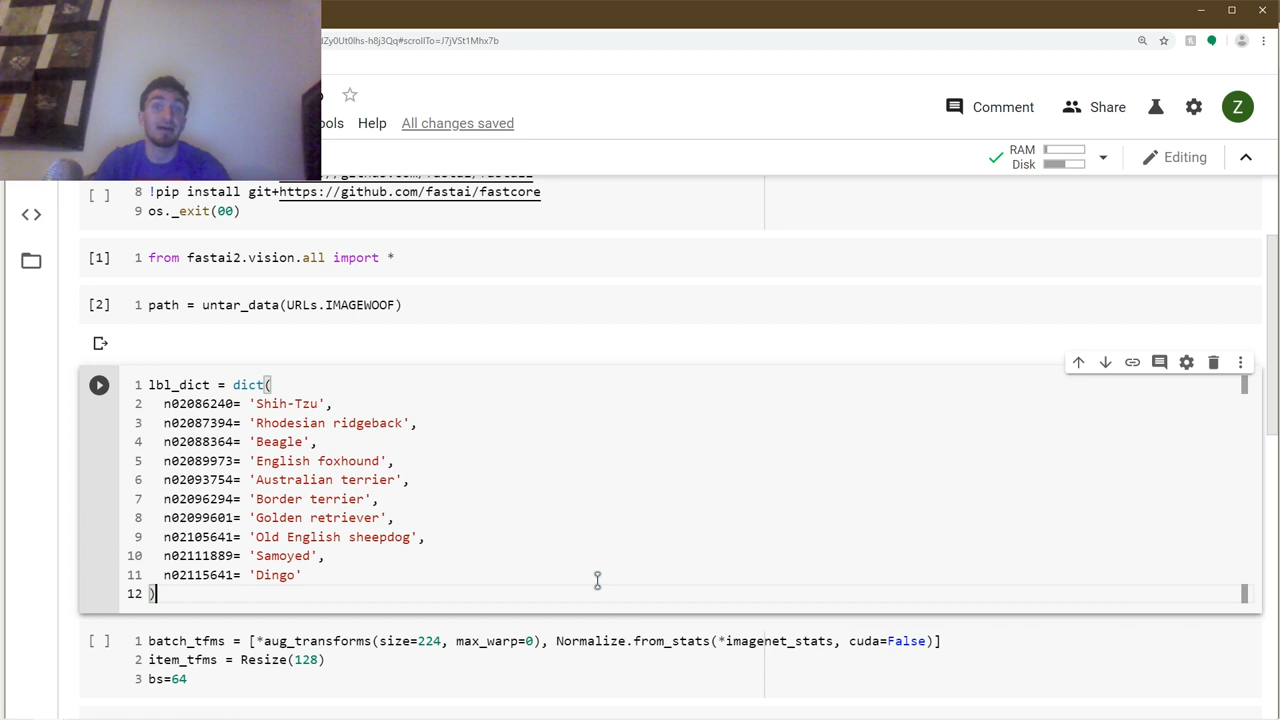 dZy0Ut0lhs-h8j3Qq#scrollTo=J7jVSt1Mhx7b
Comment
Share
Z
ools Help All changes saved
RAM
Disk
Editing
[ ] 8 !pip install git+https://github.com/fastai/fastcore
9 os._exit(00)
[1] 1 from fastai2.vision.all import *
[2] 1 path = untar_data(URLs.IMAGEWOOF)
1 lbl_dict = dict(
2 n02086240= 'Shih-Tzu',
3 n02087394= 'Rhodesian ridgeback',
4 n02088364= 'Beagle',
5 n02089973= 'English foxhound',
6 n02093754= 'Australian terrier',
7 n02096294= 'Border terrier',
8 n02099601= 'Golden retriever',
9 n02105641= 'Old English sheepdog',
10 n02111889= 'Samoyed',
11 n02115641= 'Dingo'
12 )
[ ] 1 batch_tfms = [*aug_transforms(size=224, max_warp=0), Normalize.from_stats(*imagenet_stats, cuda=False)]
2 item_tfms = Resize(128)
3 bs=64